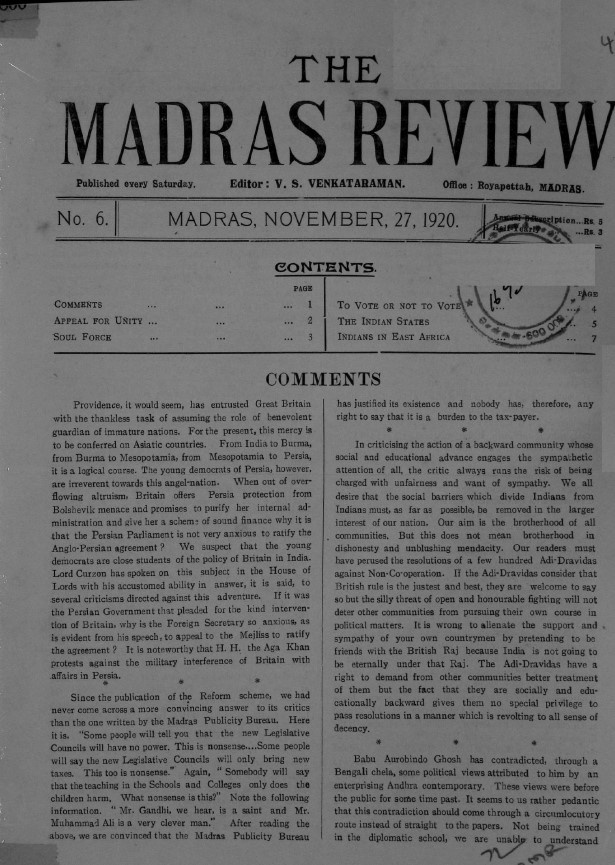 THE
MADRAS REVIEW
Published every Saturday. Editor: V. S. VENKATARAMAN. Office: Royapettah, MADRAS.
No. 6. MADRAS, NOVEMBER, 27, 1920. Annual Subscription...Rs. 5
Half-Yearly ...Rs. 3
CONTENTS.
PAGE
COMMENTS ... ... ... 1
APPEAL FOR UNITY ... ... ... 2
SOUL FORCE ... ... ... 3
PAGE
TO VOTE OR NOT TO VOTE ... 4
THE INDIAN STATES ... 5
INDIANS IN EAST AFRICA ... 7
COMMENTS
Providence, it would seem, has entrusted Great Britain
with the thankless task of assuming the role of benevolent
guardian of immature nations. For the present, this mercy is
to be conferred on Asiatic countries. From India to Burma,
from Burma to Mesopotamia, from Mesopotamia to Persia,
it is a logical course. The young democrats of Persia, however,
are irreverent towards this angel-nation. When out of over-
flowing altruism, Britain offers Persia protection from
Bolshevik menace and promises to purify her internal ad-
ministration and give her a scheme of sound finance why it is
that the Persian Parliament is not very anxious to ratify the
Anglo-Persian agreement? We suspect that the young
democrats are close students of the policy of Britain in India.
Lord Curzon has spoken on this subject in the House of
Lords with his accustomed ability in answer, it is said, to
several criticisms directed against this adventure. If it was
the Persian Government that pleaded for the kind interven-
tion of Britain, why is the Foreign Secretary so anxious, as
is evident from his speech, to appeal to the Mejliss to ratify
the agreement? It is noteworthy that H. H. the Aga Khan
protests against the military interference of Britain with
affairs in Persia.
* * *
Since the publication of the Reform scheme, we had
never come across a more convincing answer to its critics
than the one written by the Madras Publicity Bureau. Here
it is. "Some people will tell you that the new Legislative
Councils will have no power. This is nonsense....Some people
will say the new Legislative Councils will only bring new
taxes. This too is nonsense." Again, "Somebody will say
that the teaching in the Schools and Colleges only does the
children harm. What nonsense is this?" Note the following
information. "Mr. Gandhi, we hear, is a saint and Mr.
Muhammad Ali is a very clever man." After reading the
above, we are convinced that the Madras Publicity Bureau
has justified its existence and nobody has, therefore, any
right to say that it is a burden to the tax-payer.
* * *
In criticising the action of a backward community whose
social and educational advance engages the sympathetic
attention of all, the critic always runs the risk of being
charged with unfairness and want of sympathy. We all
desire that the social barriers which divide Indians from
Indians must, as far as possible, be removed in the larger
interest of our nation. Our aim is the brotherhood of all
communities. But this does not mean brotherhood in
dishonesty and unblushing mendacity. Our readers must
have perused the resolutions of a few hundred Adi-Dravidas
against Non-Cooperation. If the Adi-Dravidas consider that
British rule is the justest and best, they are welcome to say
so but the silly threat of open and honourable fighting will not
deter other communities from pursuing their own course in
political matters. It is wrong to alienate the support and
sympathy of your own countrymen by pretending to be
friends with the British Raj because India is not going to
be eternally under that Raj. The Adi-Dravidas have a
right to demand from other communities better treatment
of them but the fact that they are socially and edu-
cationally backward gives them no special privilege to
pass resolutions in a manner which is revolting to all sense of
decency.
* * *
Babu Aurobindo Ghosh has contradicted, through a
Bengali chela, some political views attributed to him by an
enterprising Andhra contemporary. These views were before
the public for some time past. It seems to us rather pedantic
that this contradiction should come through a circumlocutory
route instead of straight to the papers. Not being trained
in the diplomatic school, we are unable to understand